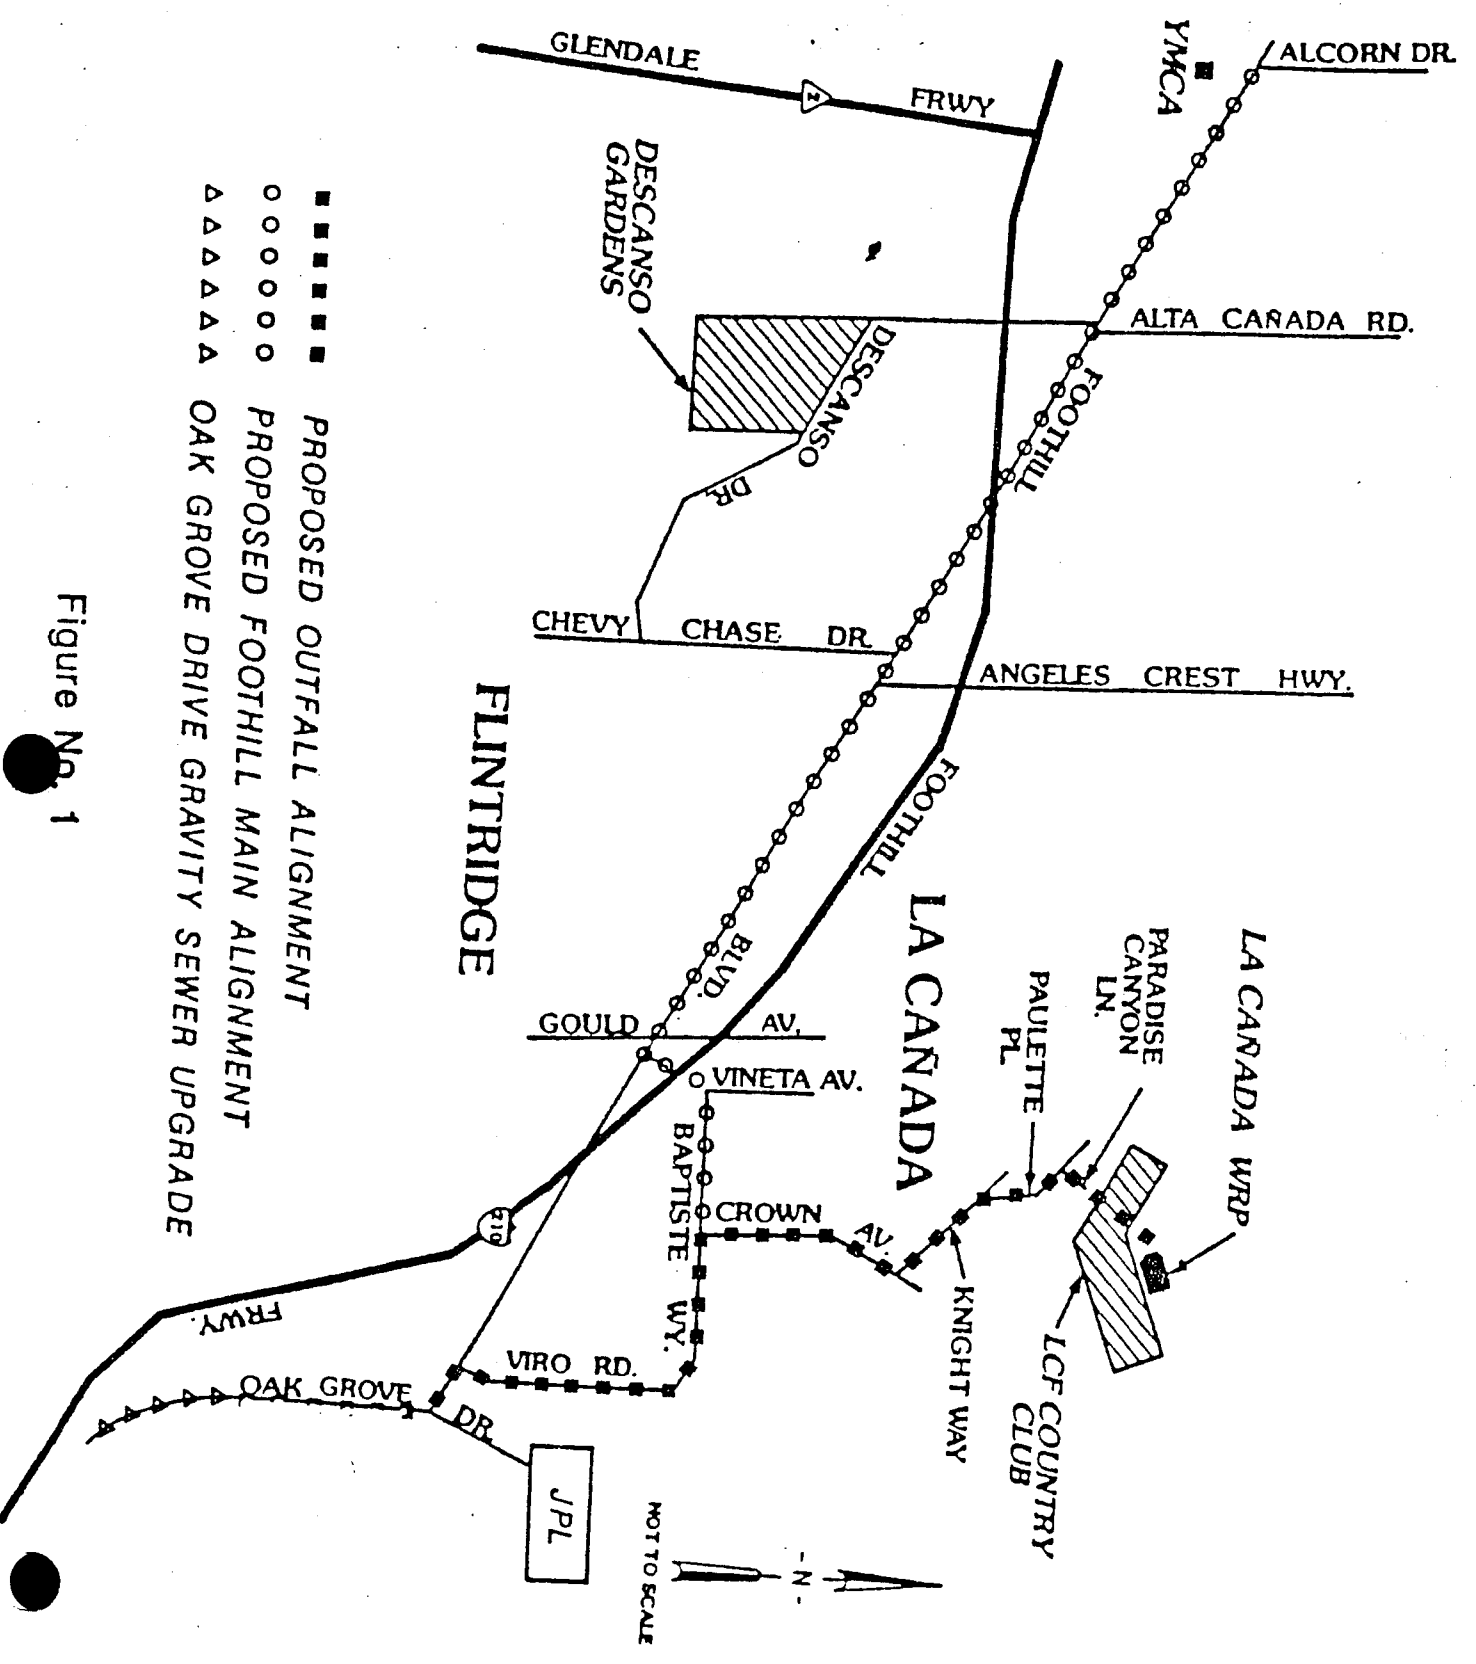 ALCORN DR.
YMCA
GLENDALE
2
FRWY
DESCANSO
GARDENS
ALTA CAÑADA RD.
FOOTHILL
DESCANSO
DR.
CHEVY CHASE DR.
ANGELES CREST HWY.
FOOTHILL
FLINTRIDGE
LA CAÑADA
BLVD.
GOULD AV.
VINETA AV.
LA CAÑADA WRP
PARADISE
CANYON
LN.
PAULETTE
PL.
BAPTISTE WY.
CROWN
AV.
KNIGHT WAY
LCF COUNTRY
CLUB
210
FRWY.
VIRO RD.
OAK GROVE
DR.
JPL
- N -
NOT TO SCALE
PROPOSED OUTFALL ALIGNMENT
PROPOSED FOOTHILL MAIN ALIGNMENT
OAK GROVE DRIVE GRAVITY SEWER UPGRADE
Figure No. 1